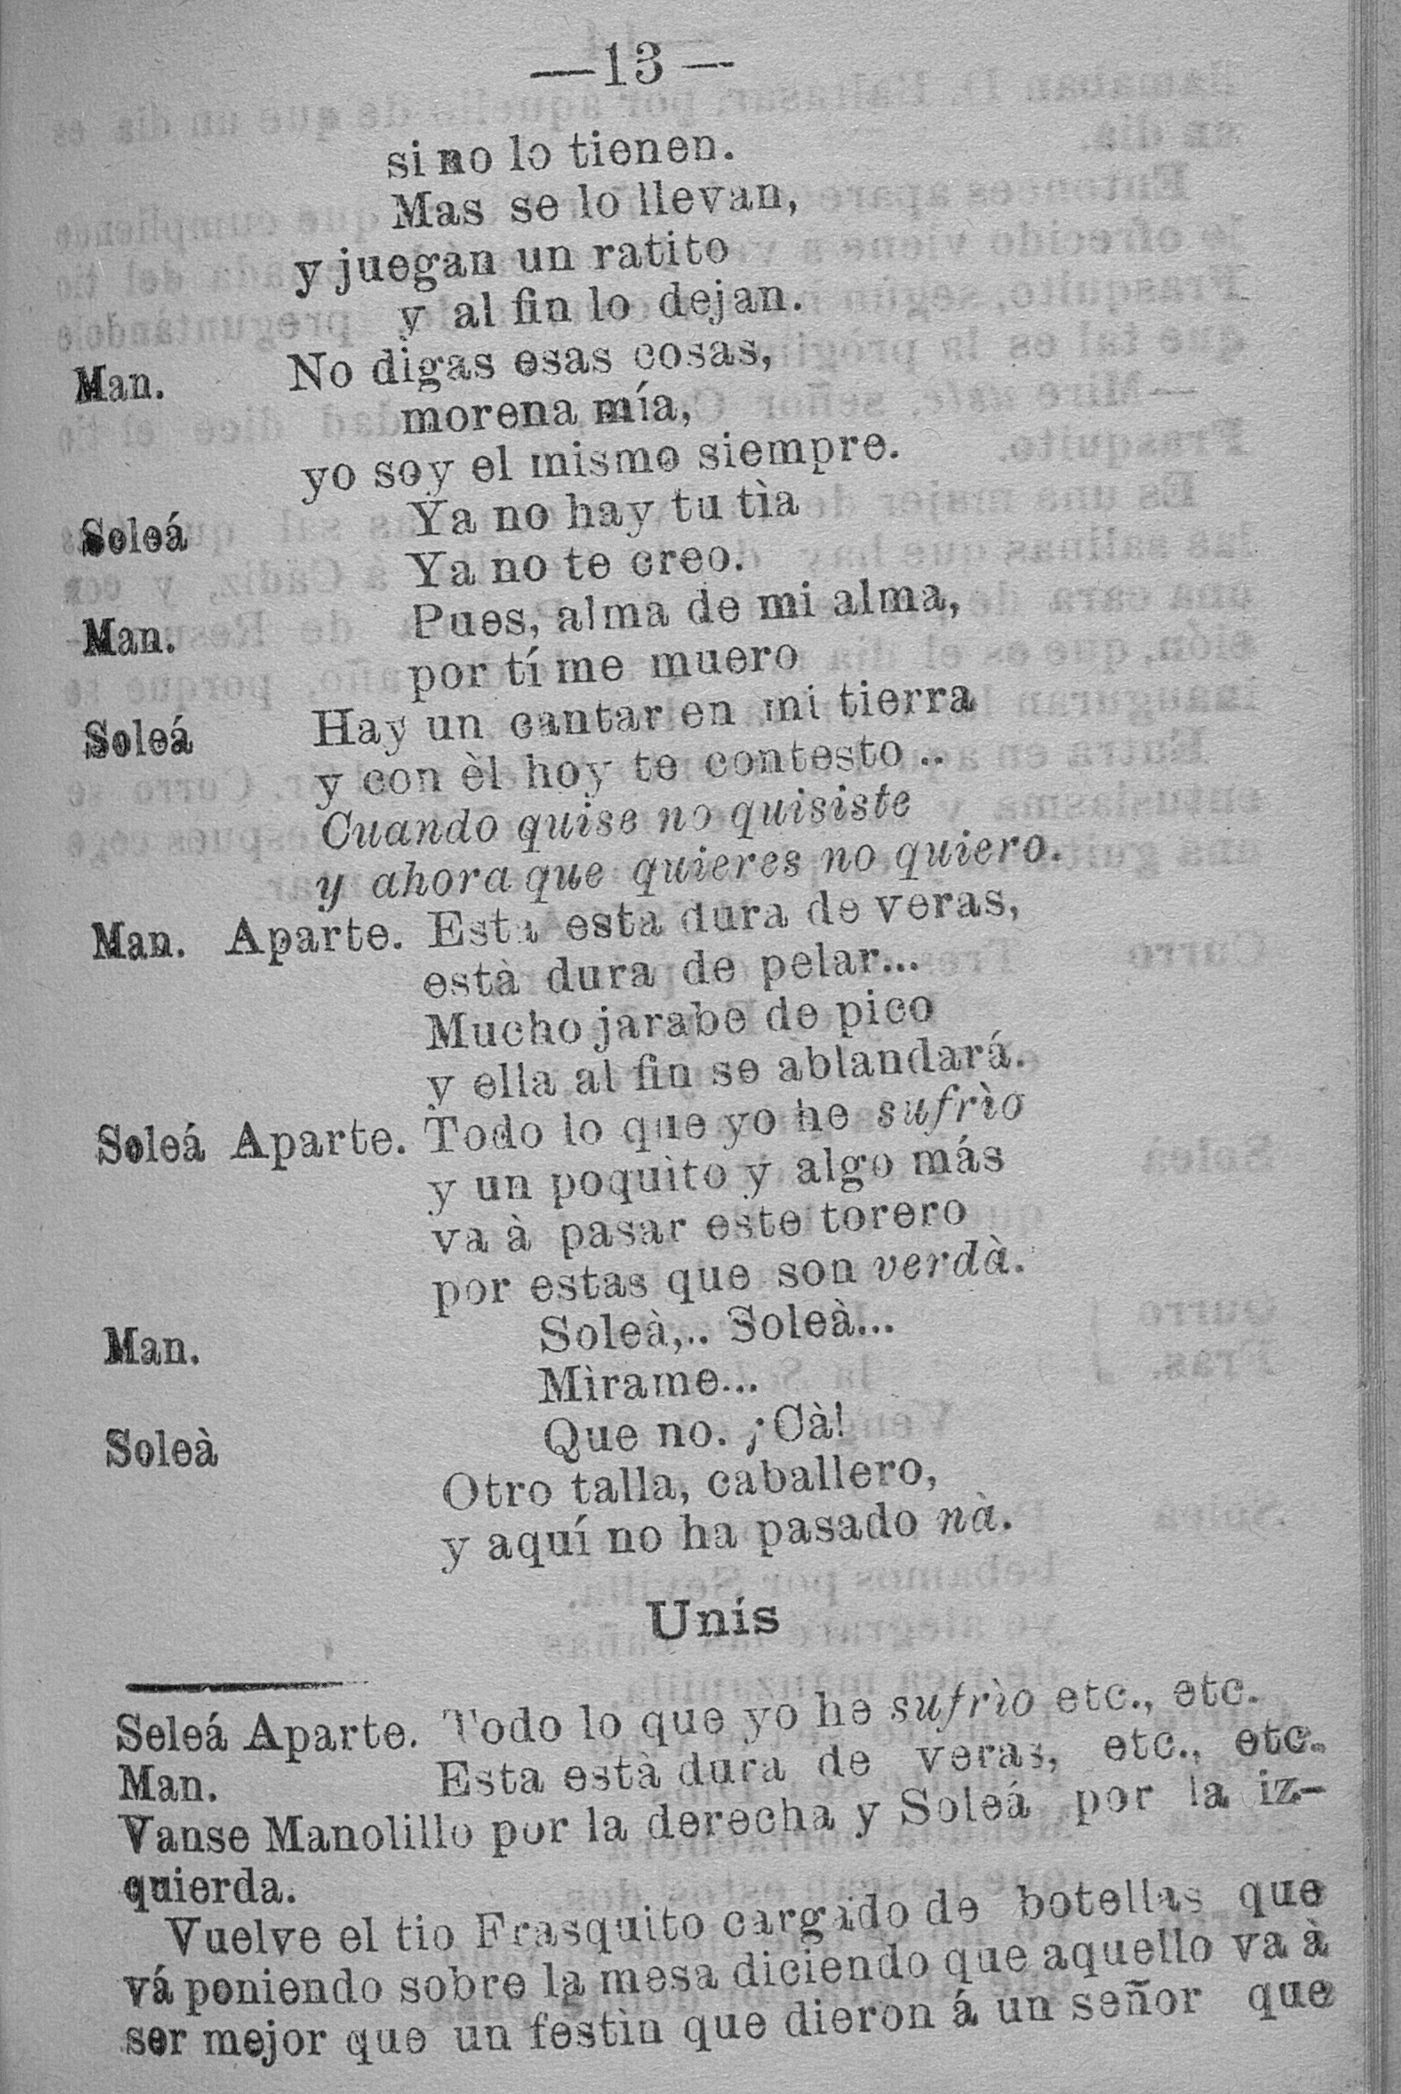 —13—
si no lo tienen.
Mas se lo llevan,
y juegan un ratito
y al fin lo dejan.
Man. No digas esas cosas,
morena mía,
yo soy el mismo siempre.
Soleá Ya no hay tu tìa
Ya no te creo.
Man. Pues, alma de mi alma,
por tí me muero
Soleá Hay un cantar en mi tierra
y con èl hoy te contesto..
Cuando quise no quisiste
y ahora que quieres no quiero.
Man. Aparte. Esta esta dura de veras,
està dura de pelar...
Mucho jarabe de pico
y ella al fin se ablandará.
Soleá Aparte. Todo lo que yo he sufrìo
y un poquito y algo más
va à pasar este torero
por estas que son verdà.
Man. Soleà,.. Soleà...
Mìrame...
Soleà Que no. ¡Cà!
Otro talla, caballero,
y aquí no ha pasado nà.
Unis
Seleá Aparte. Todo lo que yo he sufrìo etc., etc.
Man. Esta està dura de veras, etc., etc.
Vanse Manolillo por la derecha y Soleá por la iz-
quierda.
Vuelve el tio Frasquito cargado de botellas que
vá poniendo sobre la mesa diciendo que aquello va à
ser mejor que un festìn que dieron á un señor que